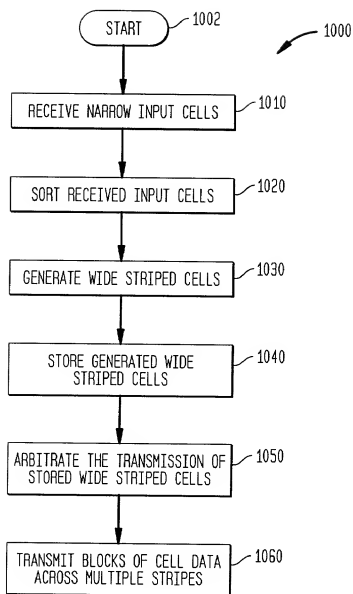 START
1002
1000
RECEIVE NARROW INPUT CELLS
1010
SORT RECEIVED INPUT CELLS
1020
GENERATE WIDE STRIPED CELLS
1030
STORE GENERATED WIDE
STRIPED CELLS
1040
ARBITRATE THE TRANSMISSION OF
STORED WIDE STRIPED CELLS
1050
TRANSMIT BLOCKS OF CELL DATA
ACROSS MULTIPLE STRIPES
1060